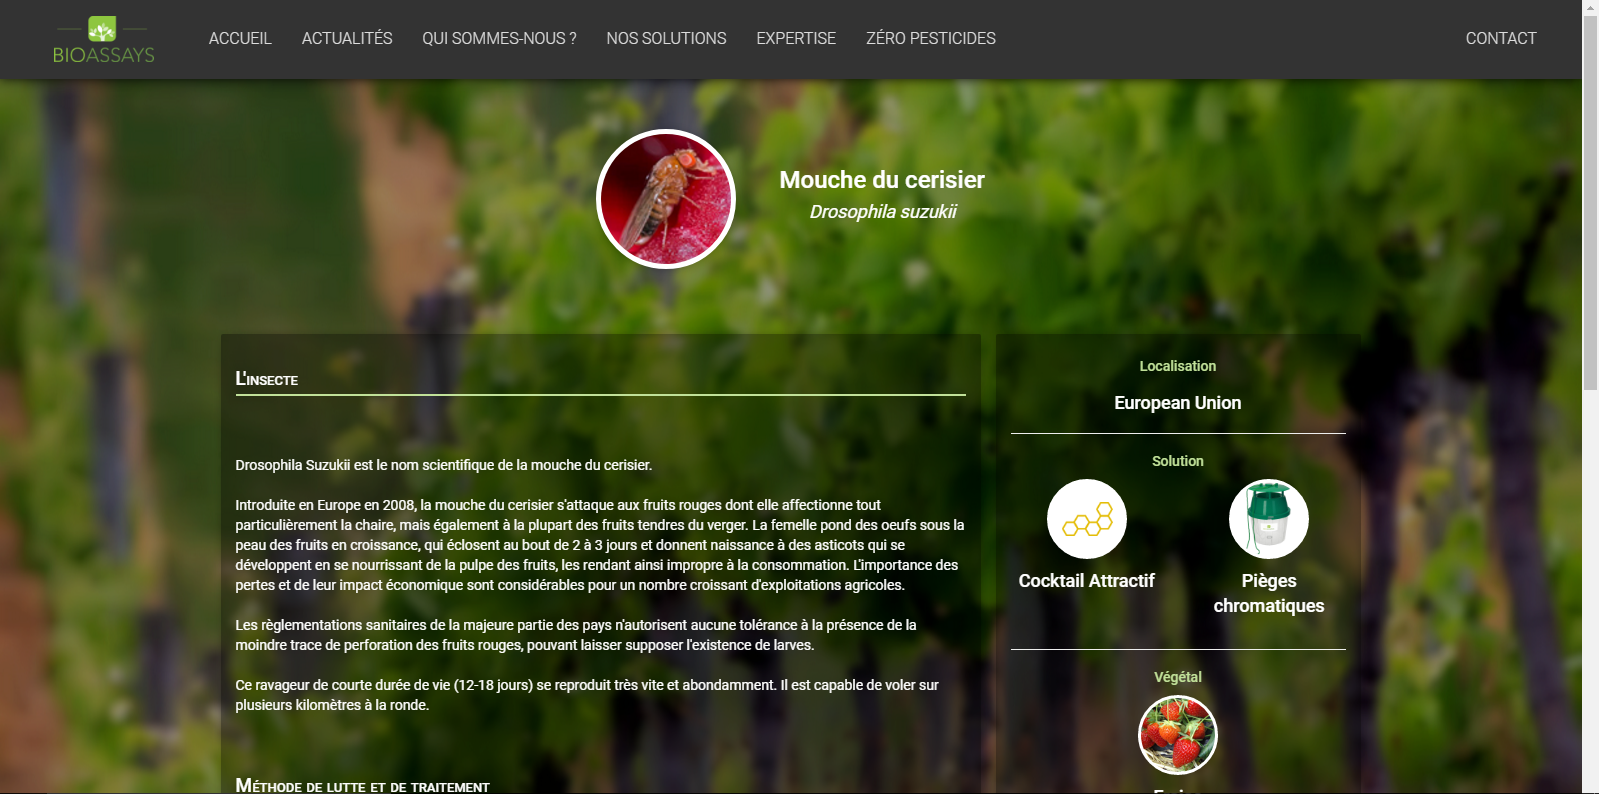 BIOASSAYS
ACCUEIL
ACTUALITÉS
QUI SOMMES-NOUS ?
NOS SOLUTIONS
EXPERTISE
ZÉRO PESTICIDES
CONTACT
Mouche du cerisier
Drosophila suzukii
L'insecte
Drosophila Suzukii est le nom scientifique de la mouche du cerisier.
Introduite en Europe en 2008, la mouche du cerisier s'attaque aux fruits rouges dont elle affectionne tout
particulièrement la chaire, mais également à la plupart des fruits tendres du verger. La femelle pond des oeufs sous la
peau des fruits en croissance, qui éclosent au bout de 2 à 3 jours et donnent naissance à des asticots qui se
développent en se nourrissant de la pulpe des fruits, les rendant ainsi impropre à la consommation. L'importance des
pertes et de leur impact économique sont considérables pour un nombre croissant d'exploitations agricoles.
Les règlementations sanitaires de la majeure partie des pays n'autorisent aucune tolérance à la présence de la
moindre trace de perforation des fruits rouges, pouvant laisser supposer l'existence de larves.
Ce ravageur de courte durée de vie (12-18 jours) se reproduit très vite et abondamment. Il est capable de voler sur
plusieurs kilomètres à la ronde.
Méthode de lutte et de traitement
Localisation
European Union
Solution
Cocktail Attractif
Pièges
chromatiques
Végétal